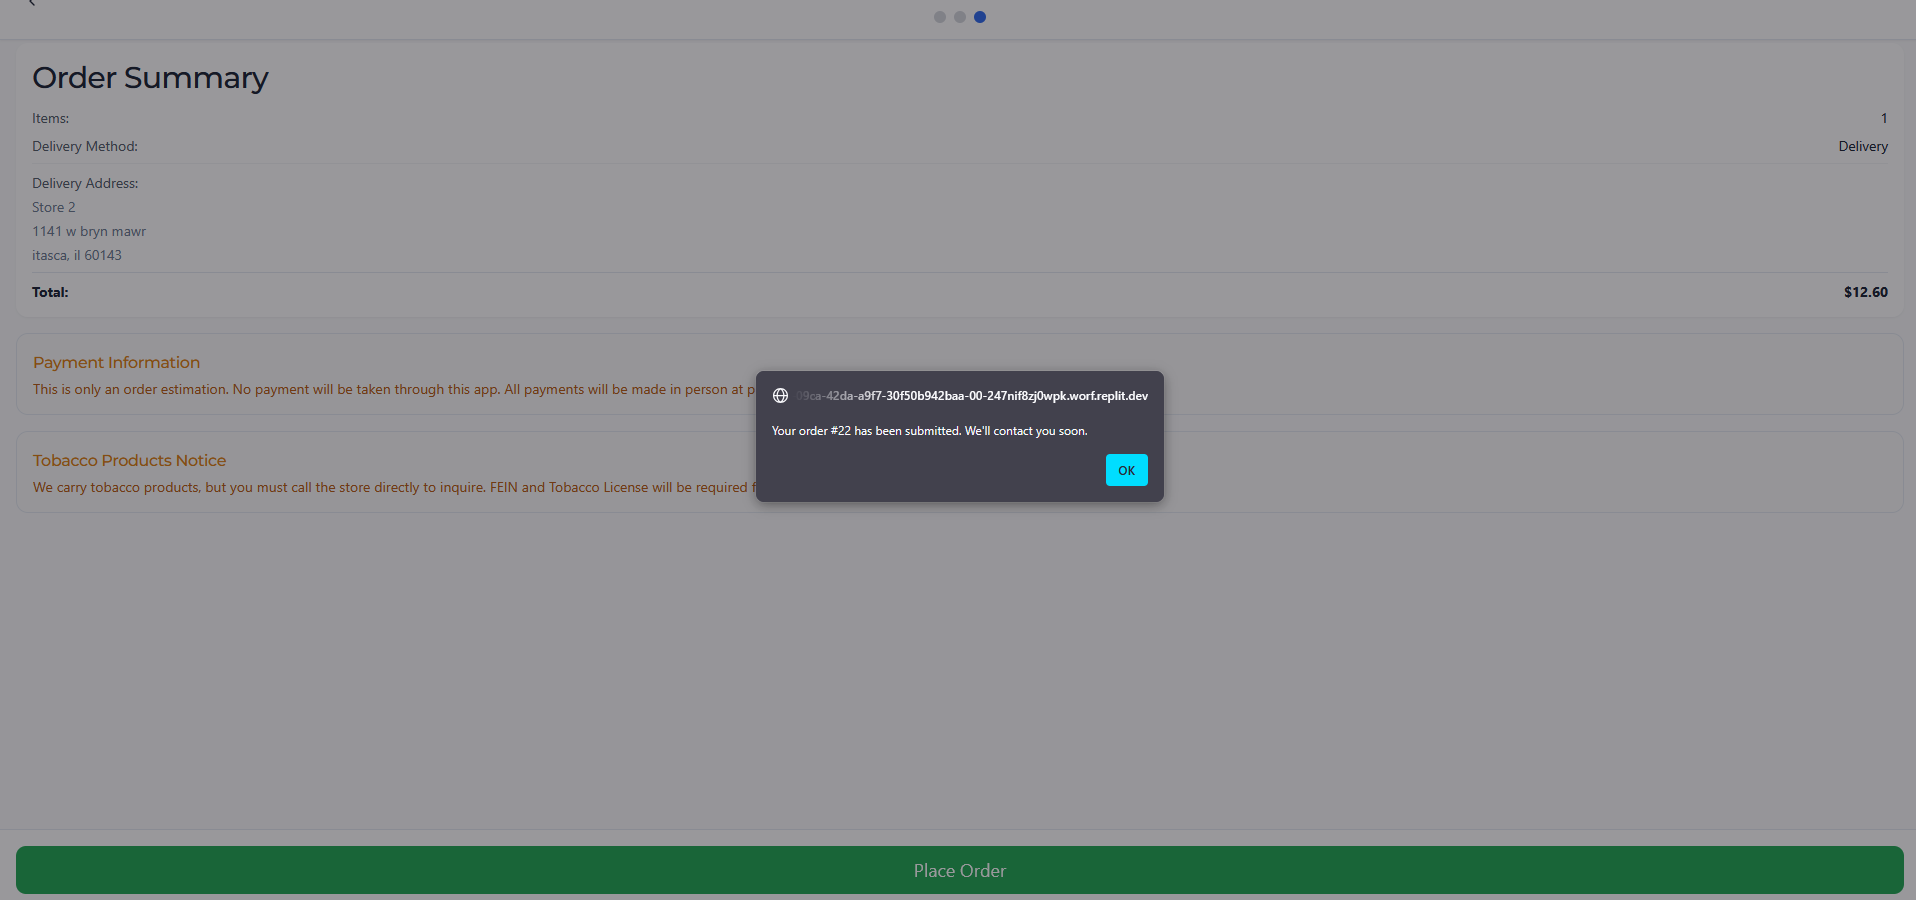 Order Summary
Items: 1
Delivery Method: Delivery
Delivery Address:
Store 2
1141 w bryn mawr
itasca, il 60143
Total: $12.60
Payment Information
This is only an order estimation. No payment will be taken through this app. All payments will be made in person at
Tobacco Products Notice
We carry tobacco products, but you must call the store directly to inquire. FEIN and Tobacco License will be required
09ca-42da-a9f7-30f50b942baa-00-247nif8zj0wpk.worf.replit.dev
Your order #22 has been submitted. We'll contact you soon.
OK
Place Order